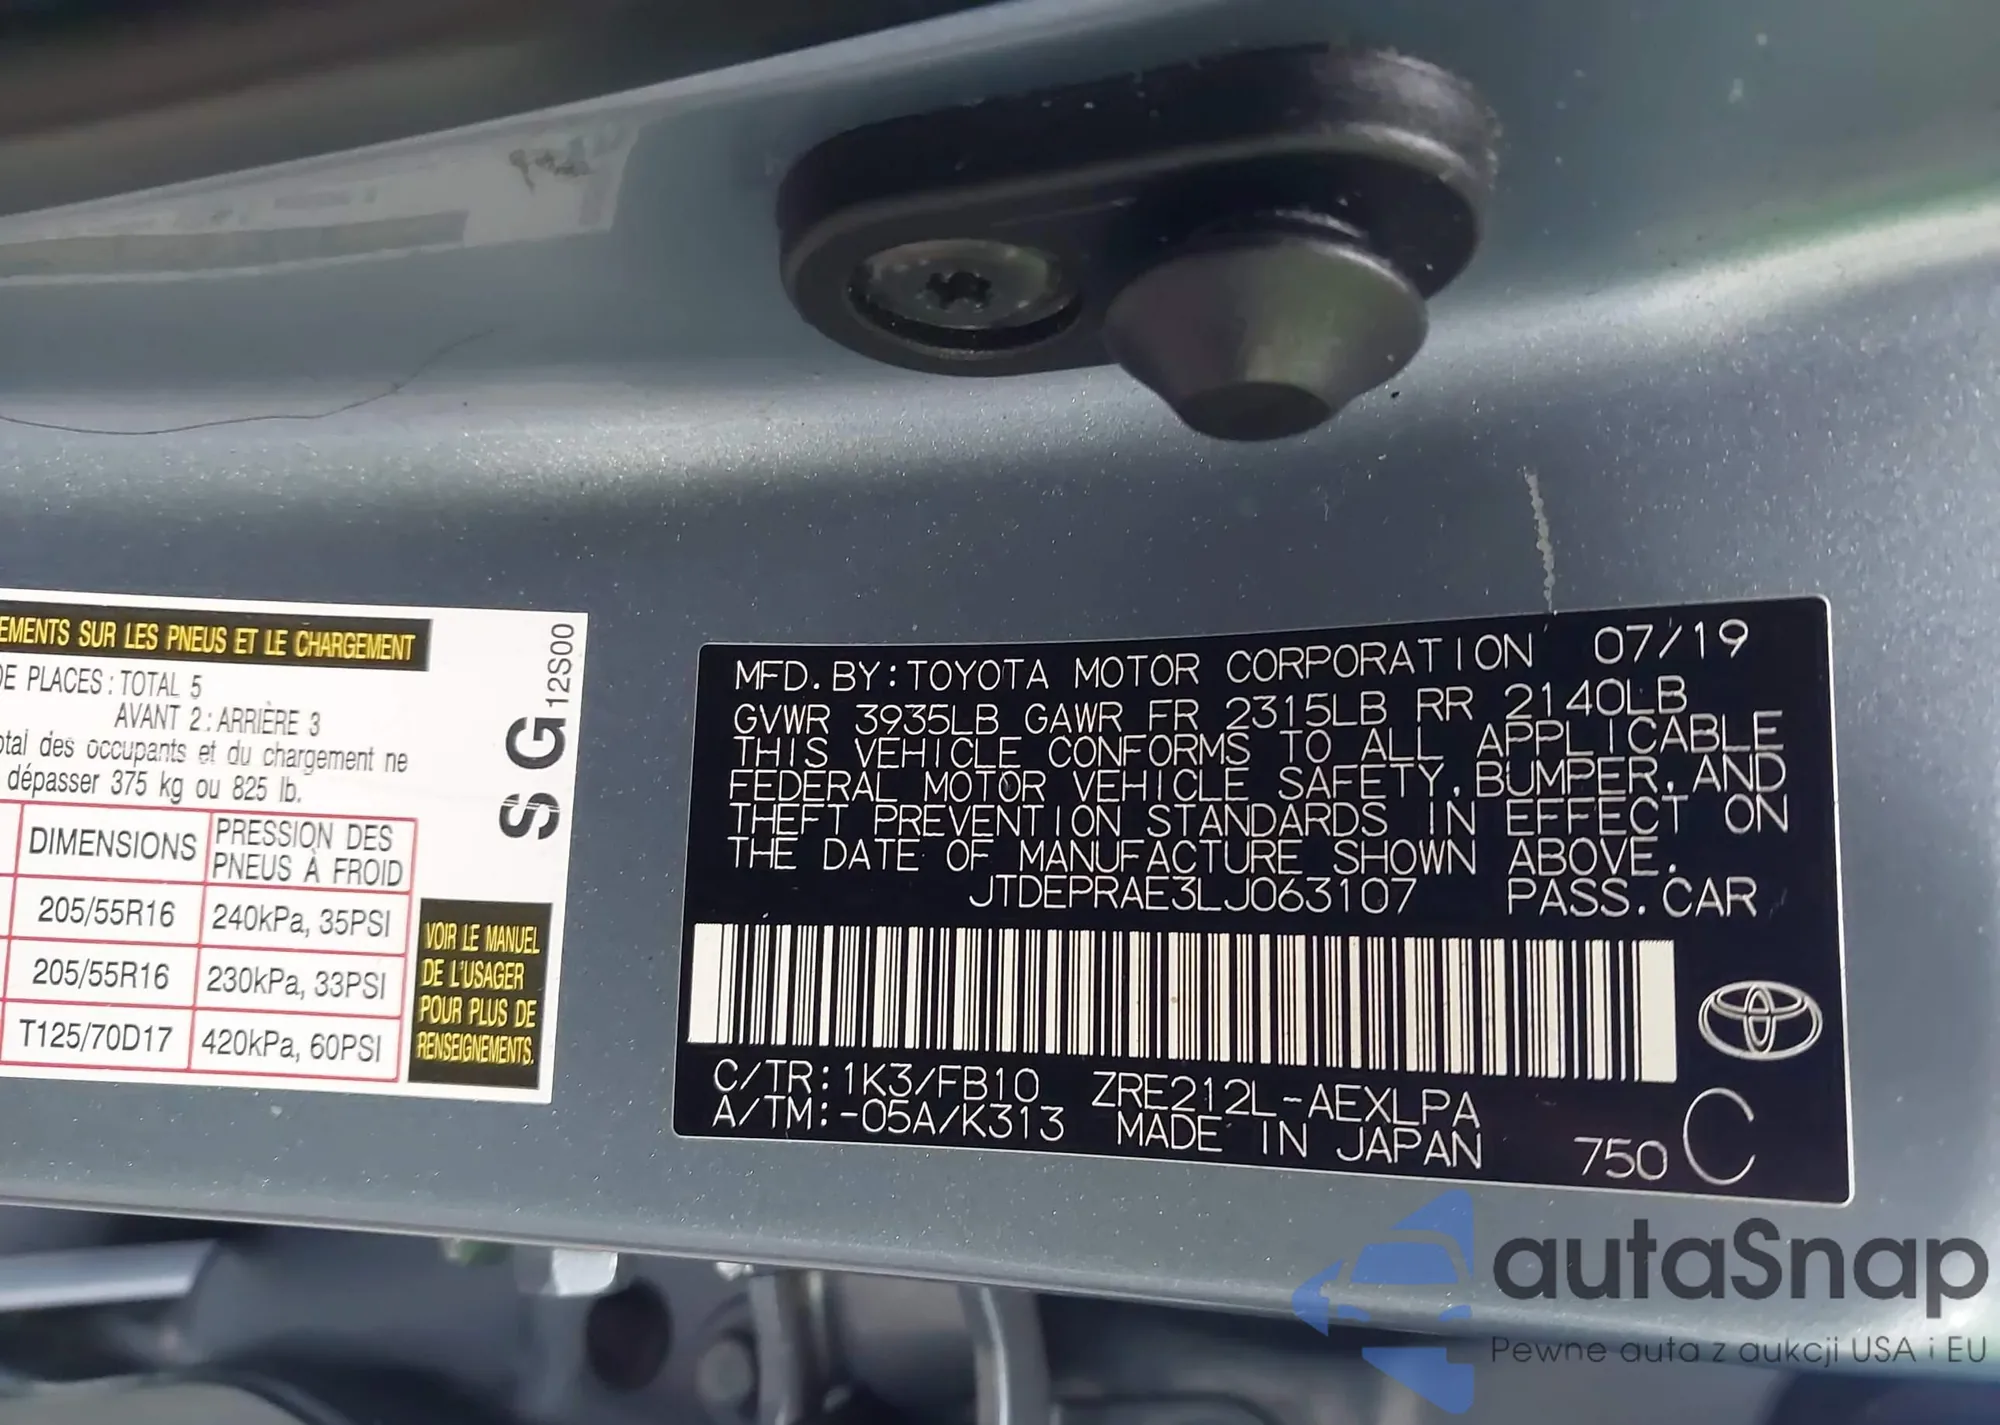 EMENTS SUR LES PNEUS ET LE CHARGEMENT
DE PLACES : TOTAL 5
AVANT 2 : ARRIÈRE 3
otal des occupants et du chargement ne
dépasser 375 kg ou 825 lb.
DIMENSIONS PRESSION DES PNEUS À FROID
205/55R16 240kPa, 35PSI
205/55R16 230kPa, 33PSI
T125/70D17 420kPa, 60PSI
SG 12S00
VOIR LE MANUEL
DE L'USAGER
POUR PLUS DE
RENSEIGNEMENTS.
MFD. BY: TOYOTA MOTOR CORPORATION 07/19
GVWR 3935LB GAWR FR 2315LB RR 2140LB
THIS VEHICLE CONFORMS TO ALL APPLICABLE
FEDERAL MOTOR VEHICLE SAFETY, BUMPER, AND
THEFT PREVENTION STANDARDS IN EFFECT ON
THE DATE OF MANUFACTURE SHOWN ABOVE.
JTDEPRAE3LJ063107 PASS. CAR
C/TR: 1K3/FB10 ZRE212L-AEXLPA
A/TM: -05A/K313 MADE IN JAPAN 750 C
autaSnap
Pewne auta z aukcji USA i EU